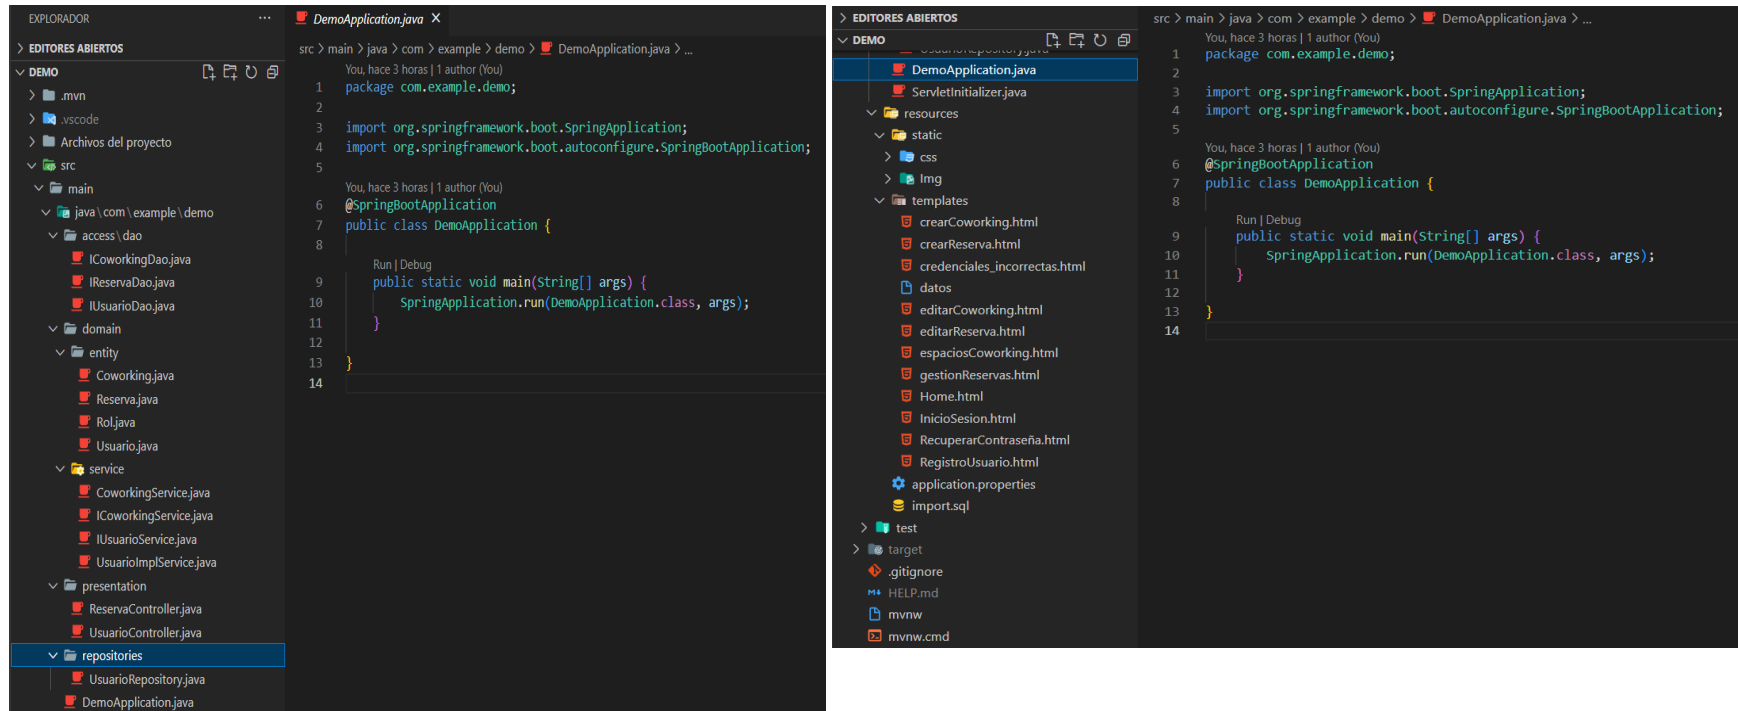 EXPLORADOR
···
EDITORES ABIERTOS
DEMO
.mvn
.vscode
Archivos del proyecto
src
main
java\com\example\demo
access\dao
ICoworkingDao.java
IReservaDao.java
IUsuarioDao.java
domain
entity
Coworking.java
Reserva.java
Rol.java
Usuario.java
service
CoworkingService.java
ICoworkingService.java
IUsuarioService.java
UsuarioImplService.java
presentation
ReservaController.java
UsuarioController.java
repositories
UsuarioRepository.java
DemoApplication.java
DemoApplication.java
src > main > java > com > example > demo > DemoApplication.java > ...
You, hace 3 horas | 1 author (You)
1 package com.example.demo;
2
3 import org.springframework.boot.SpringApplication;
4 import org.springframework.boot.autoconfigure.SpringBootApplication;
5
You, hace 3 horas | 1 author (You)
6 @SpringBootApplication
7 public class DemoApplication {
8
Run | Debug
9 public static void main(String[] args) {
10 SpringApplication.run(DemoApplication.class, args);
11 }
12
13 }
14
EDITORES ABIERTOS
DEMO
UsuarioRepository.java
DemoApplication.java
ServletInitializer.java
resources
static
css
Img
templates
crearCoworking.html
crearReserva.html
credenciales_incorrectas.html
datos
editarCoworking.html
editarReserva.html
espaciosCoworking.html
gestionReservas.html
Home.html
InicioSesion.html
RecuperarContraseña.html
RegistroUsuario.html
application.properties
import.sql
test
target
.gitignore
HELP.md
mvnw
mvnw.cmd
src > main > java > com > example > demo > DemoApplication.java > ...
You, hace 3 horas | 1 author (You)
1 package com.example.demo;
2
3 import org.springframework.boot.SpringApplication;
4 import org.springframework.boot.autoconfigure.SpringBootApplication;
5
You, hace 3 horas | 1 author (You)
6 @SpringBootApplication
7 public class DemoApplication {
8
Run | Debug
9 public static void main(String[] args) {
10 SpringApplication.run(DemoApplication.class, args);
11 }
12
13 }
14